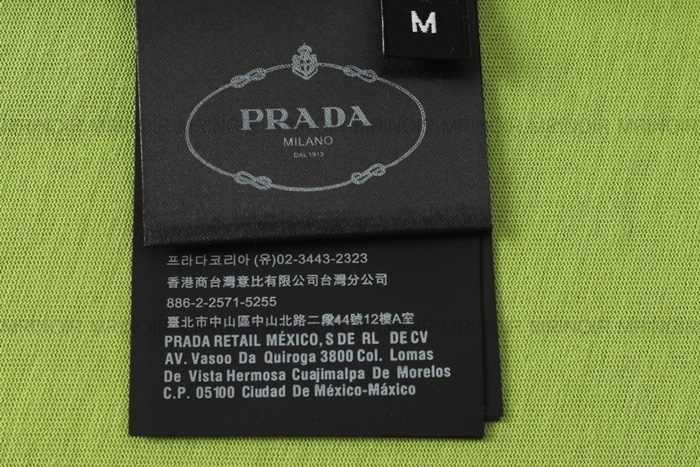 M
PRADA
MILANO
DAL 1913
프라다코리아 (유)02-3443-2323
香港商台灣意比有限公司台灣分公司
886-2-2571-5255
臺北市中山區中山北路二段44號12樓A室
PRADA RETAIL MÉXICO, S DE RL DE CV
AV. Vasoo Da Quiroga 3800 Col. Lomas
De Vista Hermosa Cuajimalpa De Morelos
C.P. 05100 Ciudad De México-Máxico